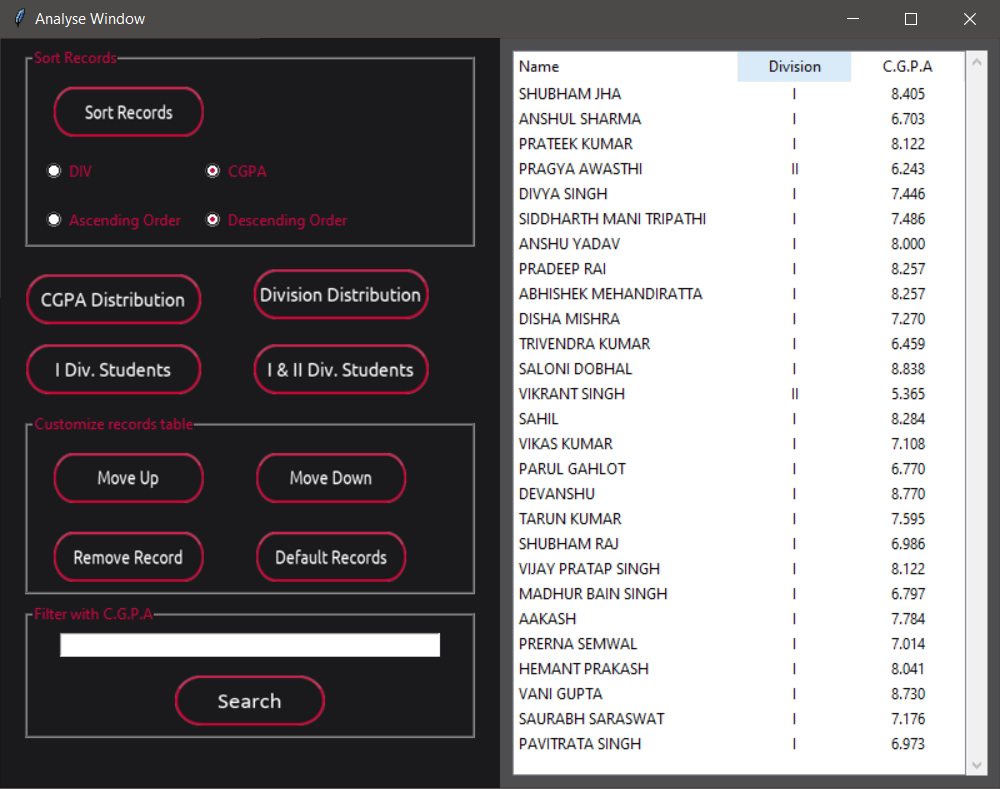 Analyse Window
Sort Records
Sort Records
DIV CGPA
Ascending Order Descending Order
CGPA Distribution Division Distribution
I Div. Students I & II Div. Students
Customize records table
Move Up Move Down
Remove Record Default Records
Filter with C.G.P.A
Search
Name Division C.G.P.A
SHUBHAM JHA I 8.405
ANSHUL SHARMA I 6.703
PRATEEK KUMAR I 8.122
PRAGYA AWASTHI II 6.243
DIVYA SINGH I 7.446
SIDDHARTH MANI TRIPATHI I 7.486
ANSHU YADAV I 8.000
PRADEEP RAI I 8.257
ABHISHEK MEHANDIRATTA I 8.257
DISHA MISHRA I 7.270
TRIVENDRA KUMAR I 6.459
SALONI DOBHAL I 8.838
VIKRANT SINGH II 5.365
SAHIL I 8.284
VIKAS KUMAR I 7.108
PARUL GAHLOT I 6.770
DEVANSHU I 8.770
TARUN KUMAR I 7.595
SHUBHAM RAJ I 6.986
VIJAY PRATAP SINGH I 8.122
MADHUR BAIN SINGH I 6.797
AAKASH I 7.784
PRERNA SEMWAL I 7.014
HEMANT PRAKASH I 8.041
VANI GUPTA I 8.730
SAURABH SARASWAT I 7.176
PAVITRATA SINGH I 6.973